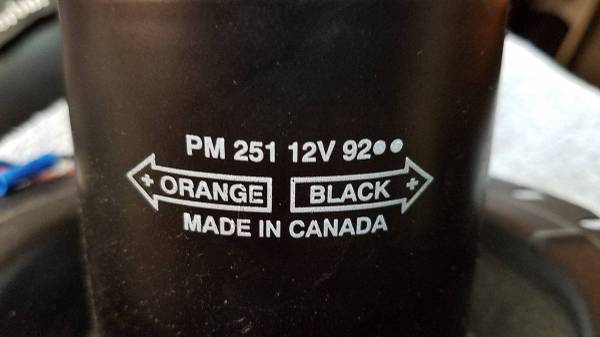 PM 251 12V 92●●
+ ORANGE BLACK +
MADE IN CANADA